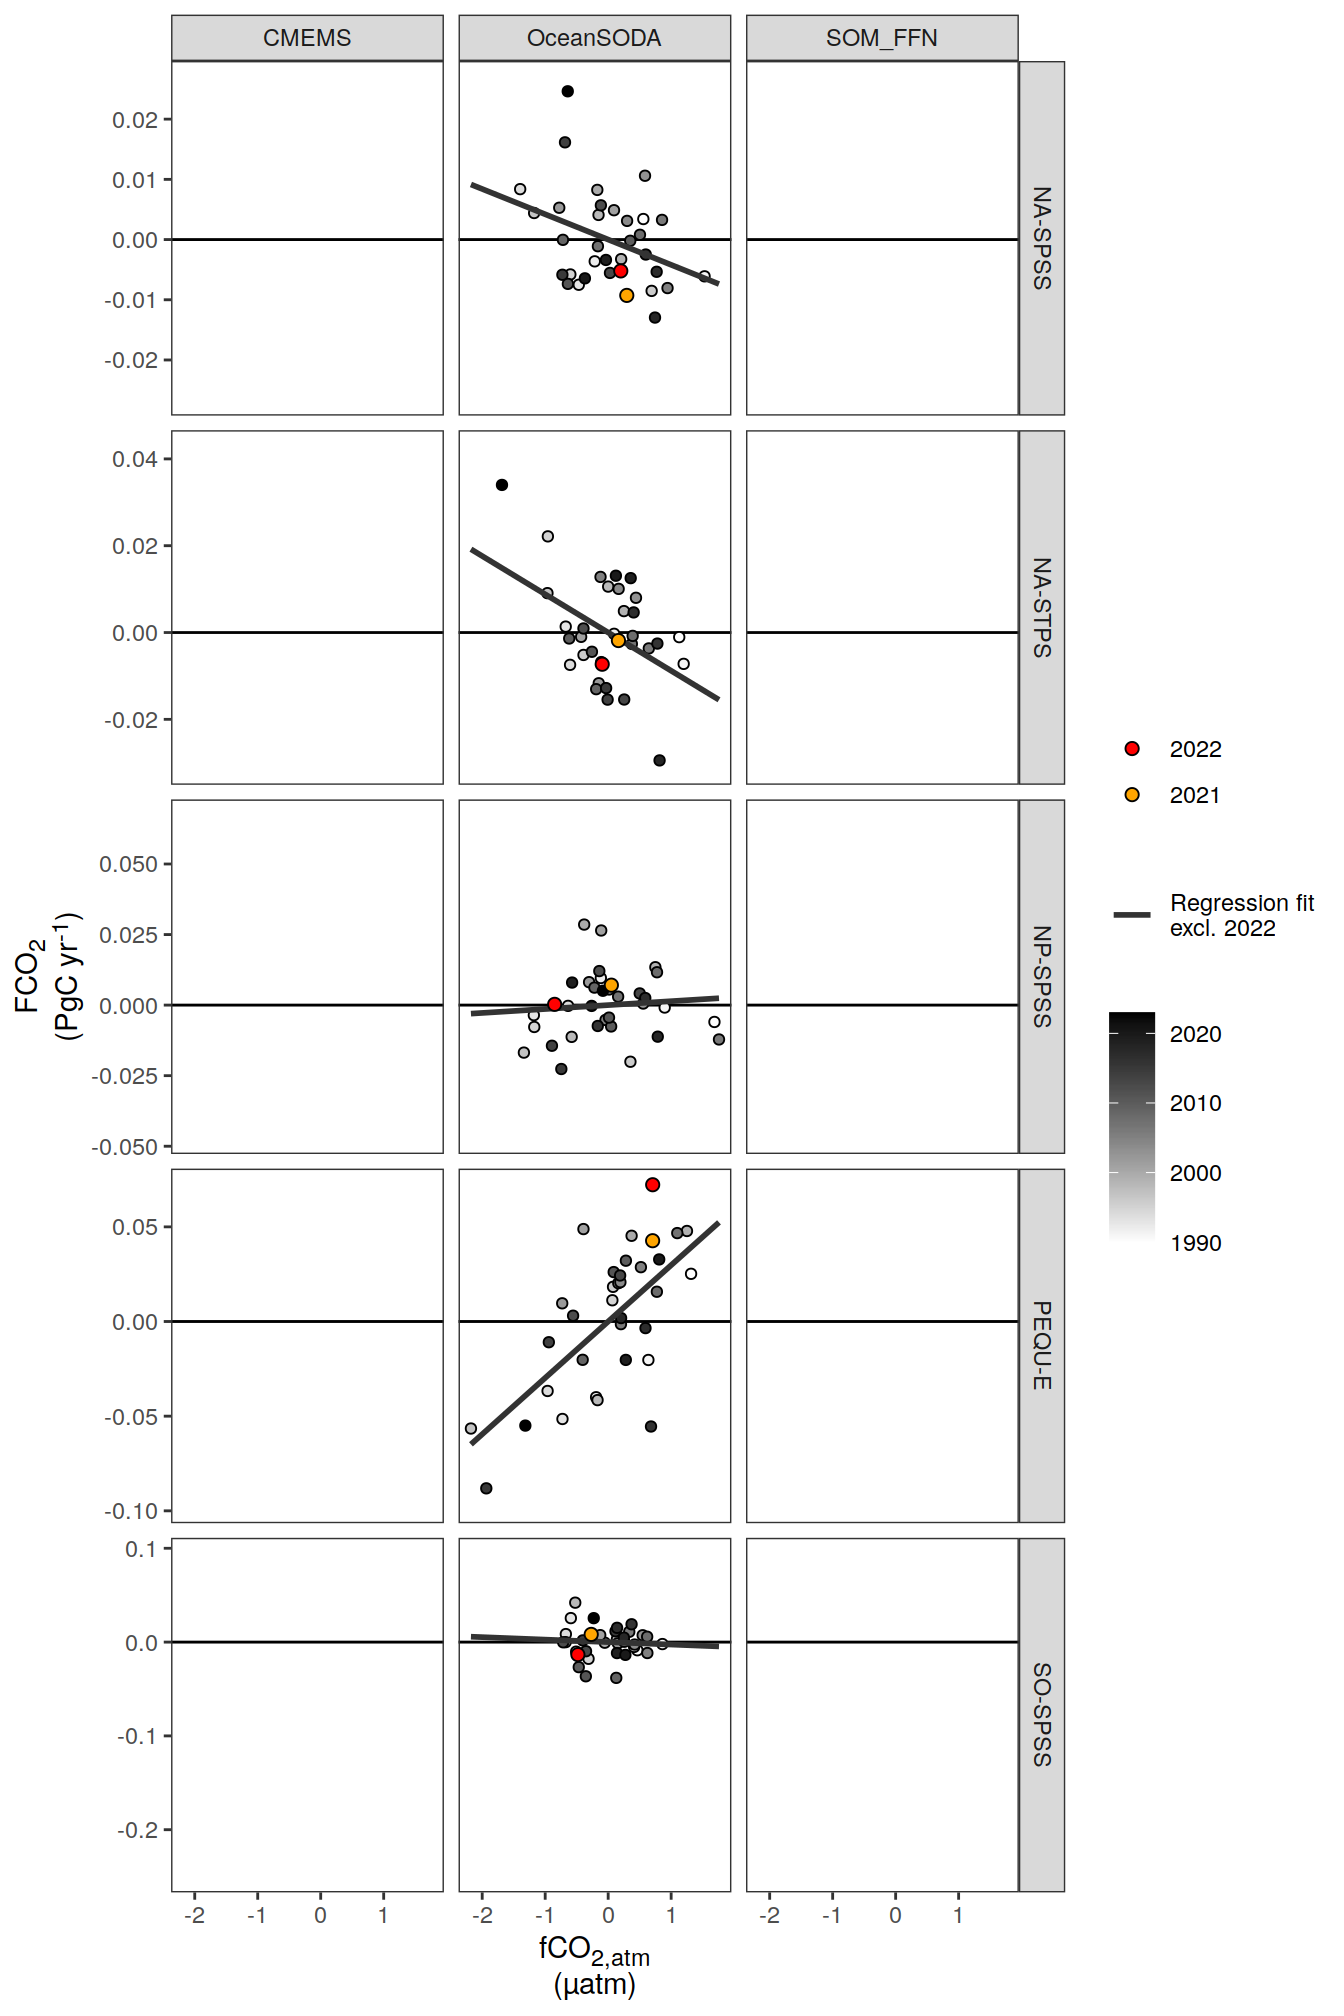 CMEMS OceanSODA SOM_FFN
0.02
0.01
0.00
-0.01
-0.02
NA-SPSS
0.04
0.02
0.00
-0.02
NA-STPS
0.050
0.025
0.000
-0.025
-0.050
NP-SPSS
0.05
0.00
-0.05
-0.10
PEQU-E
0.1
0.0
-0.1
-0.2
SO-SPSS
-2 -1 0 1 -2 -1 0 1 -2 -1 0 1
fCO2,atm
(µatm)
FCO2
(PgC yr-1)
2022
2021
Regression fit
excl. 2022
2020
2010
2000
1990